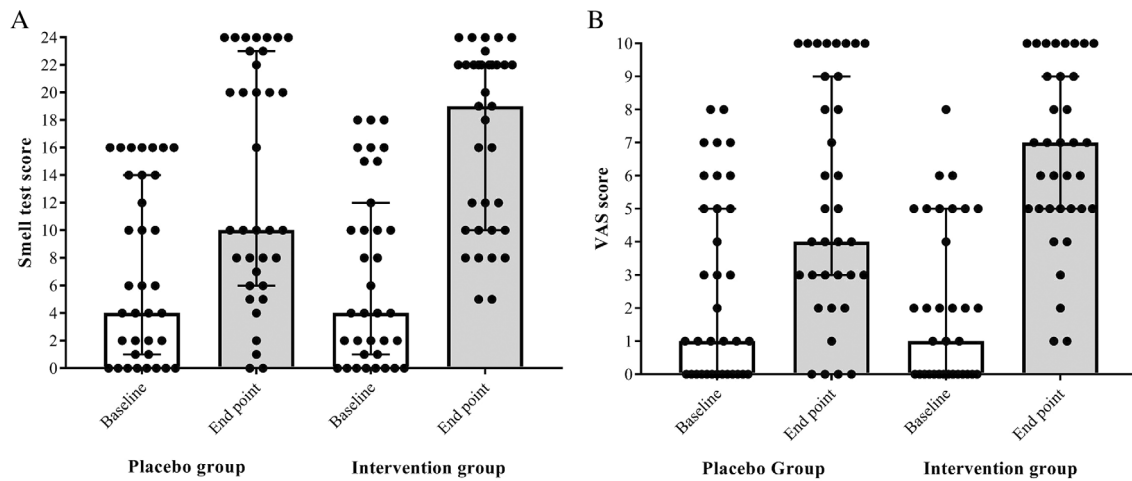 A
Smell test score
24
22
20
18
16
14
12
10
8
6
4
2
0
Baseline
End point
Baseline
End point
Placebo group
Intervention group
B
VAS score
10
9
8
7
6
5
4
3
2
1
0
Baseline
End point
Baseline
End point
Placebo Group
Intervention group